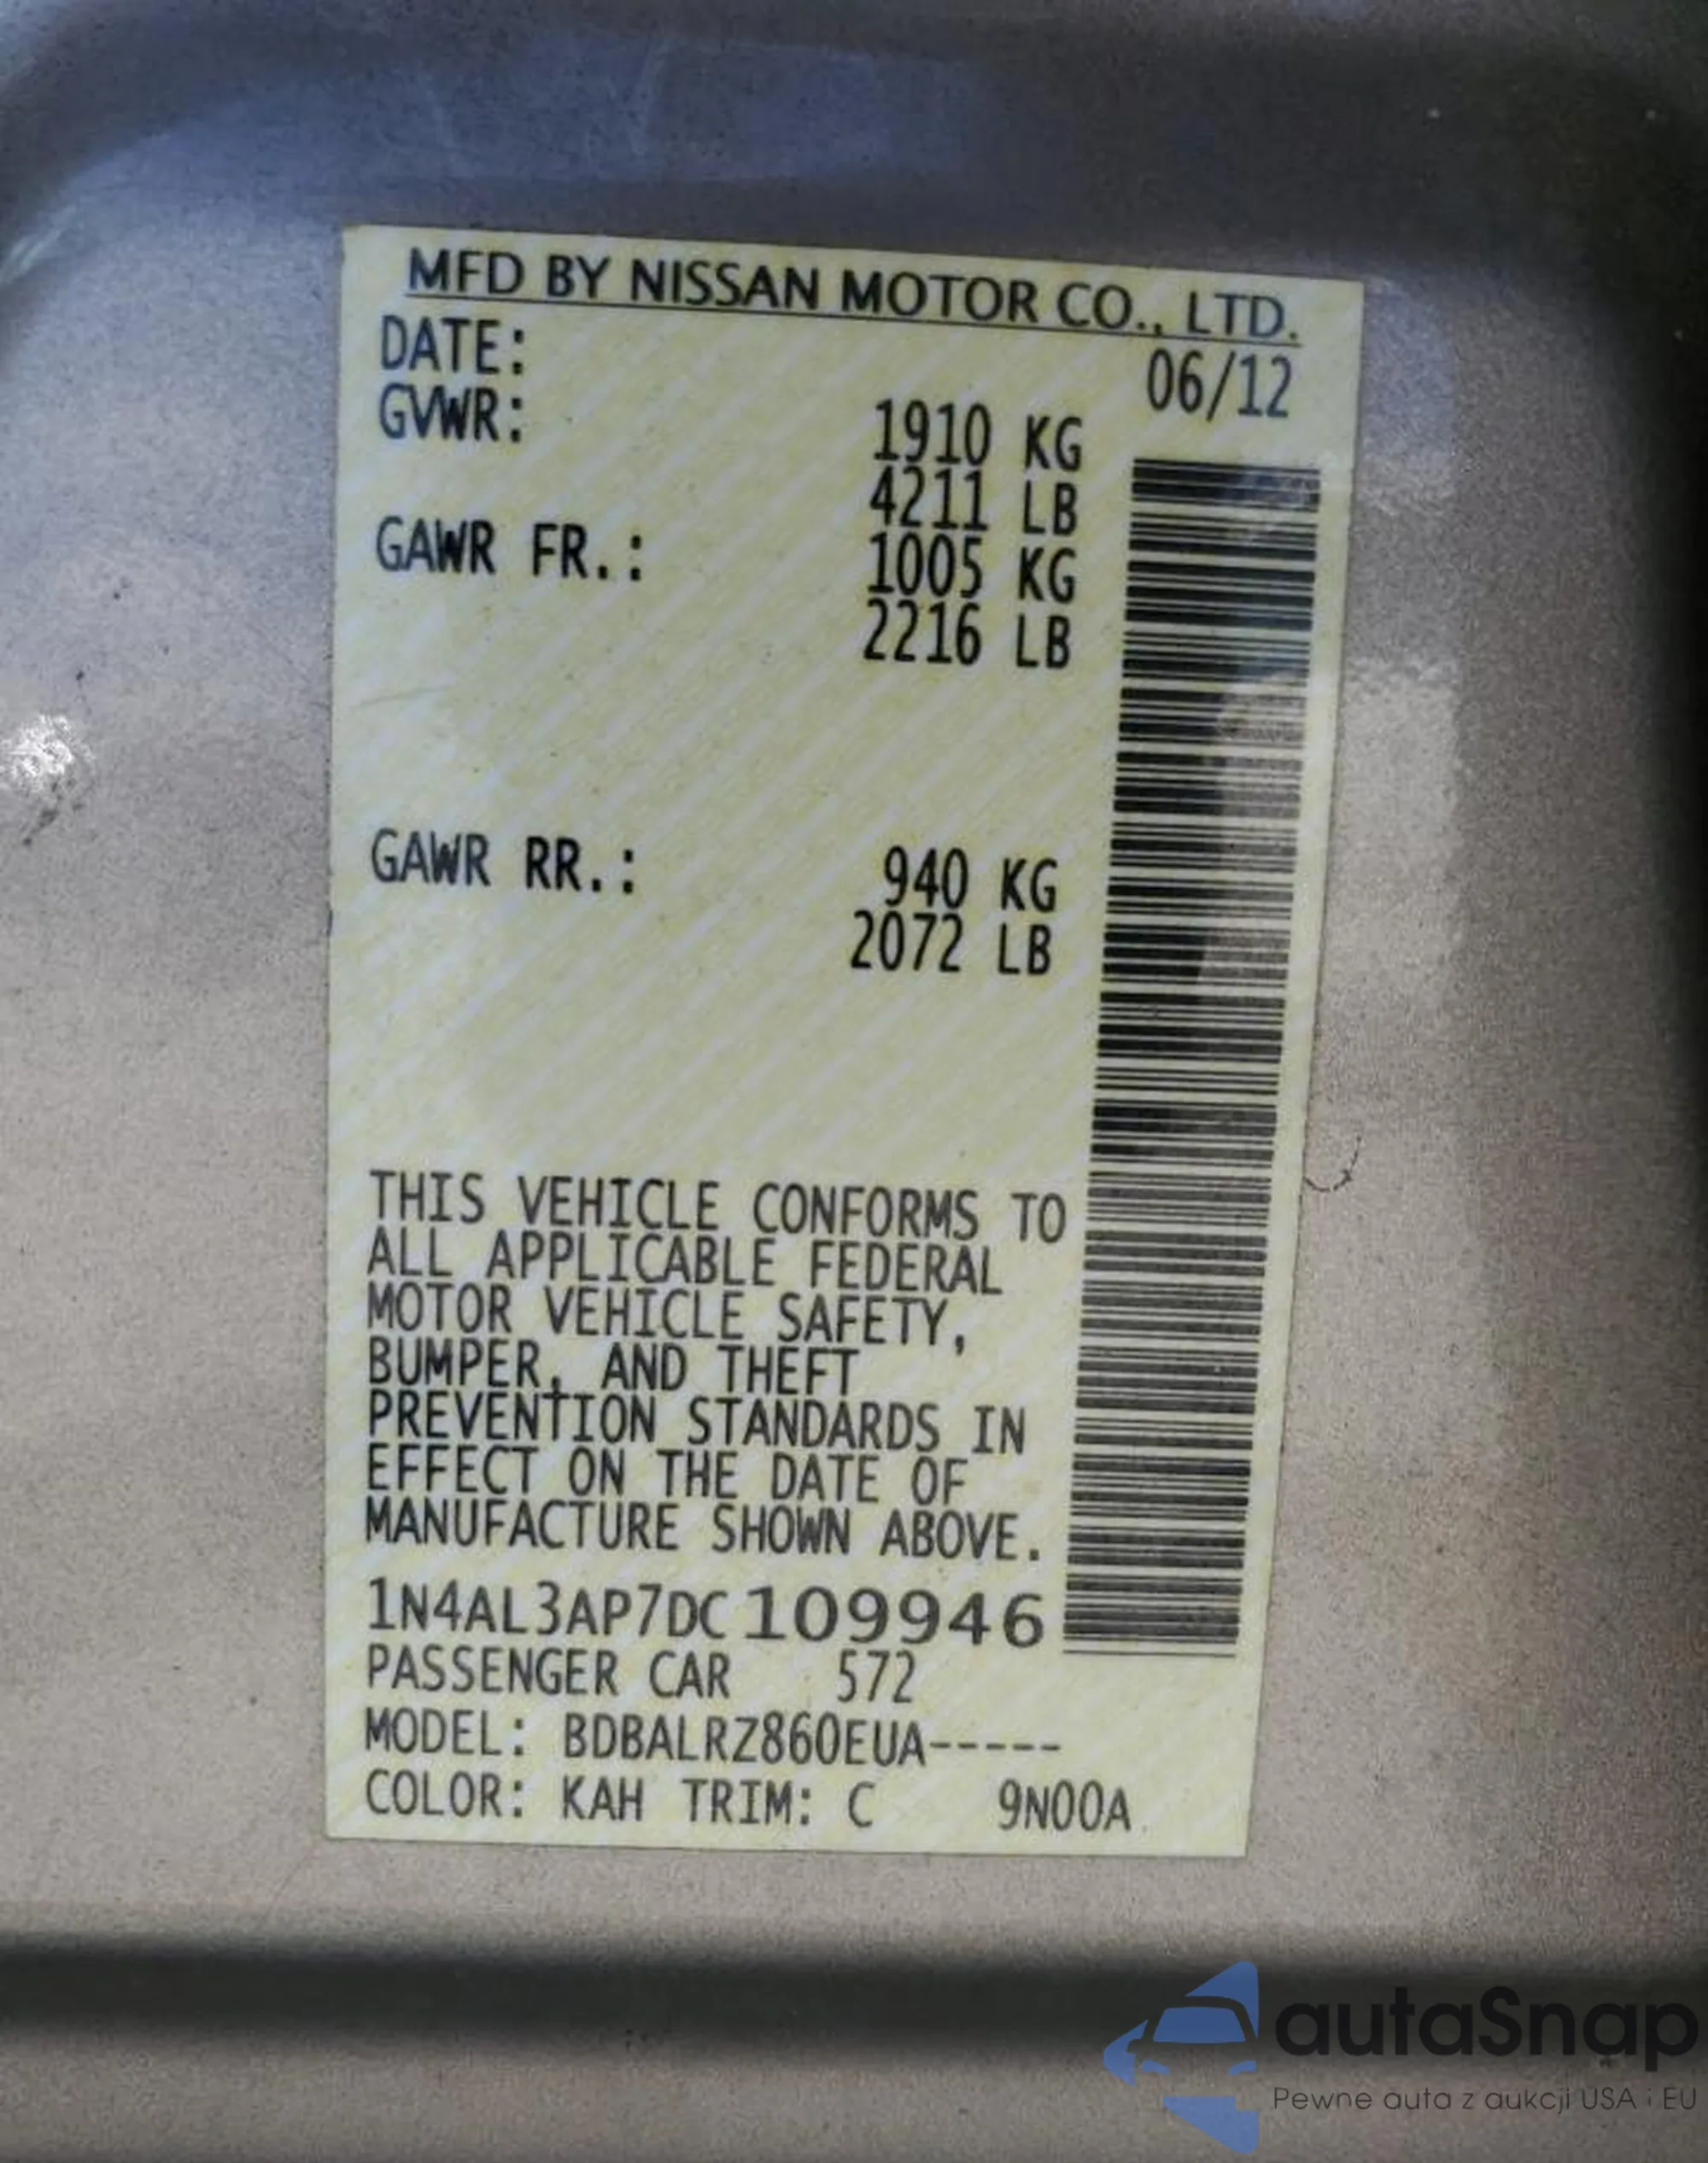 MFD BY NISSAN MOTOR CO., LTD.
DATE: 06/12
GVWR: 1910 KG
4211 LB
GAWR FR.: 1005 KG
2216 LB
GAWR RR.: 940 KG
2072 LB
THIS VEHICLE CONFORMS TO
ALL APPLICABLE FEDERAL
MOTOR VEHICLE SAFETY,
BUMPER, AND THEFT
PREVENTION STANDARDS IN
EFFECT ON THE DATE OF
MANUFACTURE SHOWN ABOVE.
1N4AL3AP7DC109946
PASSENGER CAR 572
MODEL: BDBALRZ860EUA-----
COLOR: KAH TRIM: C 9N00A
autaSnap
Pewne auta z aukcji USA i EU